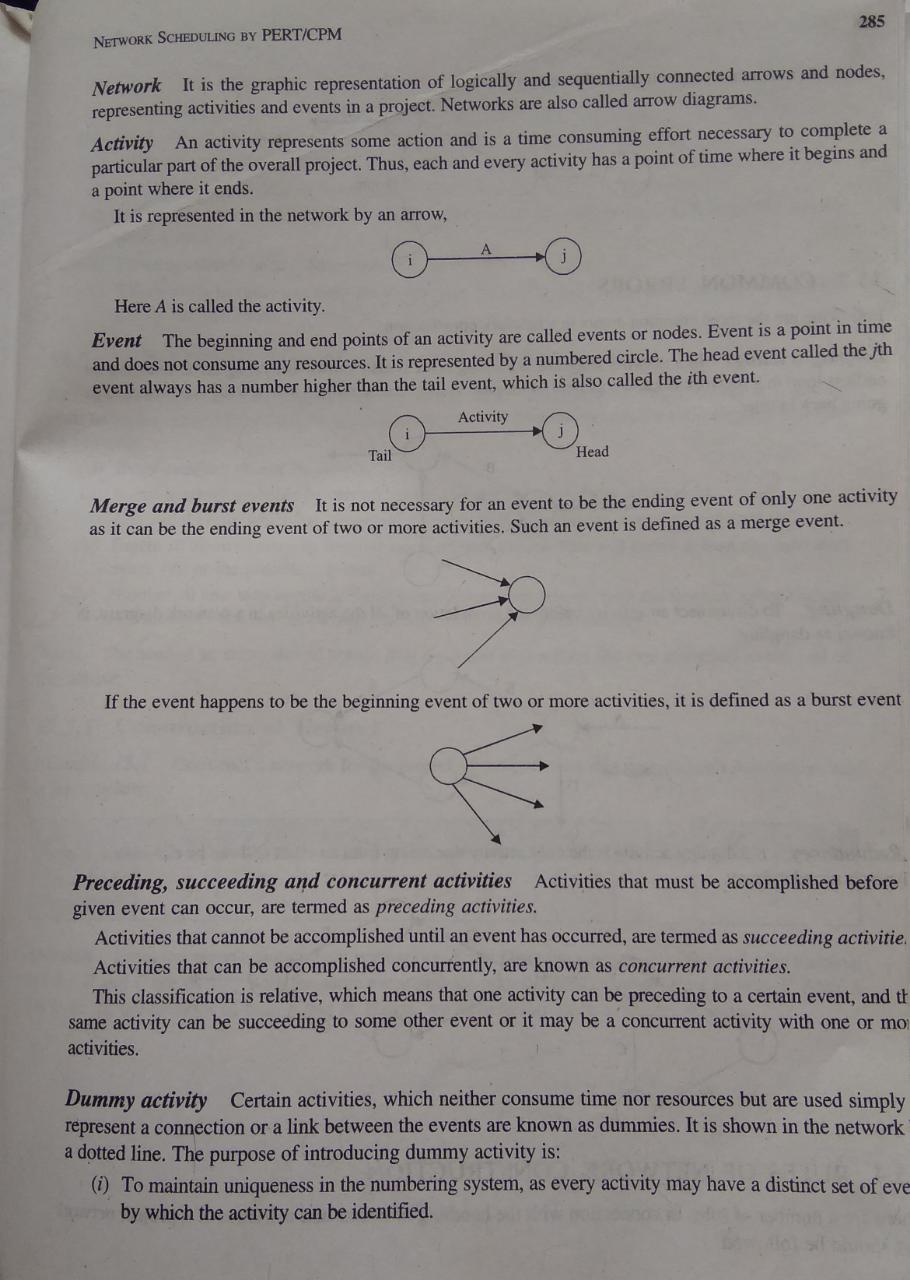 NETWORK SCHEDULING BY PERT/CPM
285
Network It is the graphic representation of logically and sequentially connected arrows and nodes,
representing activities and events in a project. Networks are also called arrow diagrams.
Activity An activity represents some action and is a time consuming effort necessary to complete a
particular part of the overall project. Thus, each and every activity has a point of time where it begins and
a point where it ends.
It is represented in the network by an arrow,
i A j
Here A is called the activity.
Event The beginning and end points of an activity are called events or nodes. Event is a point in time
and does not consume any resources. It is represented by a numbered circle. The head event called the jth
event always has a number higher than the tail event, which is also called the ith event.
Activity
i j
Tail Head
Merge and burst events It is not necessary for an event to be the ending event of only one activity
as it can be the ending event of two or more activities. Such an event is defined as a merge event.
If the event happens to be the beginning event of two or more activities, it is defined as a burst event
Preceding, succeeding and concurrent activities Activities that must be accomplished before
given event can occur, are termed as preceding activities.
Activities that cannot be accomplished until an event has occurred, are termed as succeeding activitie
Activities that can be accomplished concurrently, are known as concurrent activities.
This classification is relative, which means that one activity can be preceding to a certain event, and th
same activity can be succeeding to some other event or it may be a concurrent activity with one or mo
activities.
Dummy activity Certain activities, which neither consume time nor resources but are used simply
represent a connection or a link between the events are known as dummies. It is shown in the network
a dotted line. The purpose of introducing dummy activity is:
(i) To maintain uniqueness in the numbering system, as every activity may have a distinct set of eve
by which the activity can be identified.